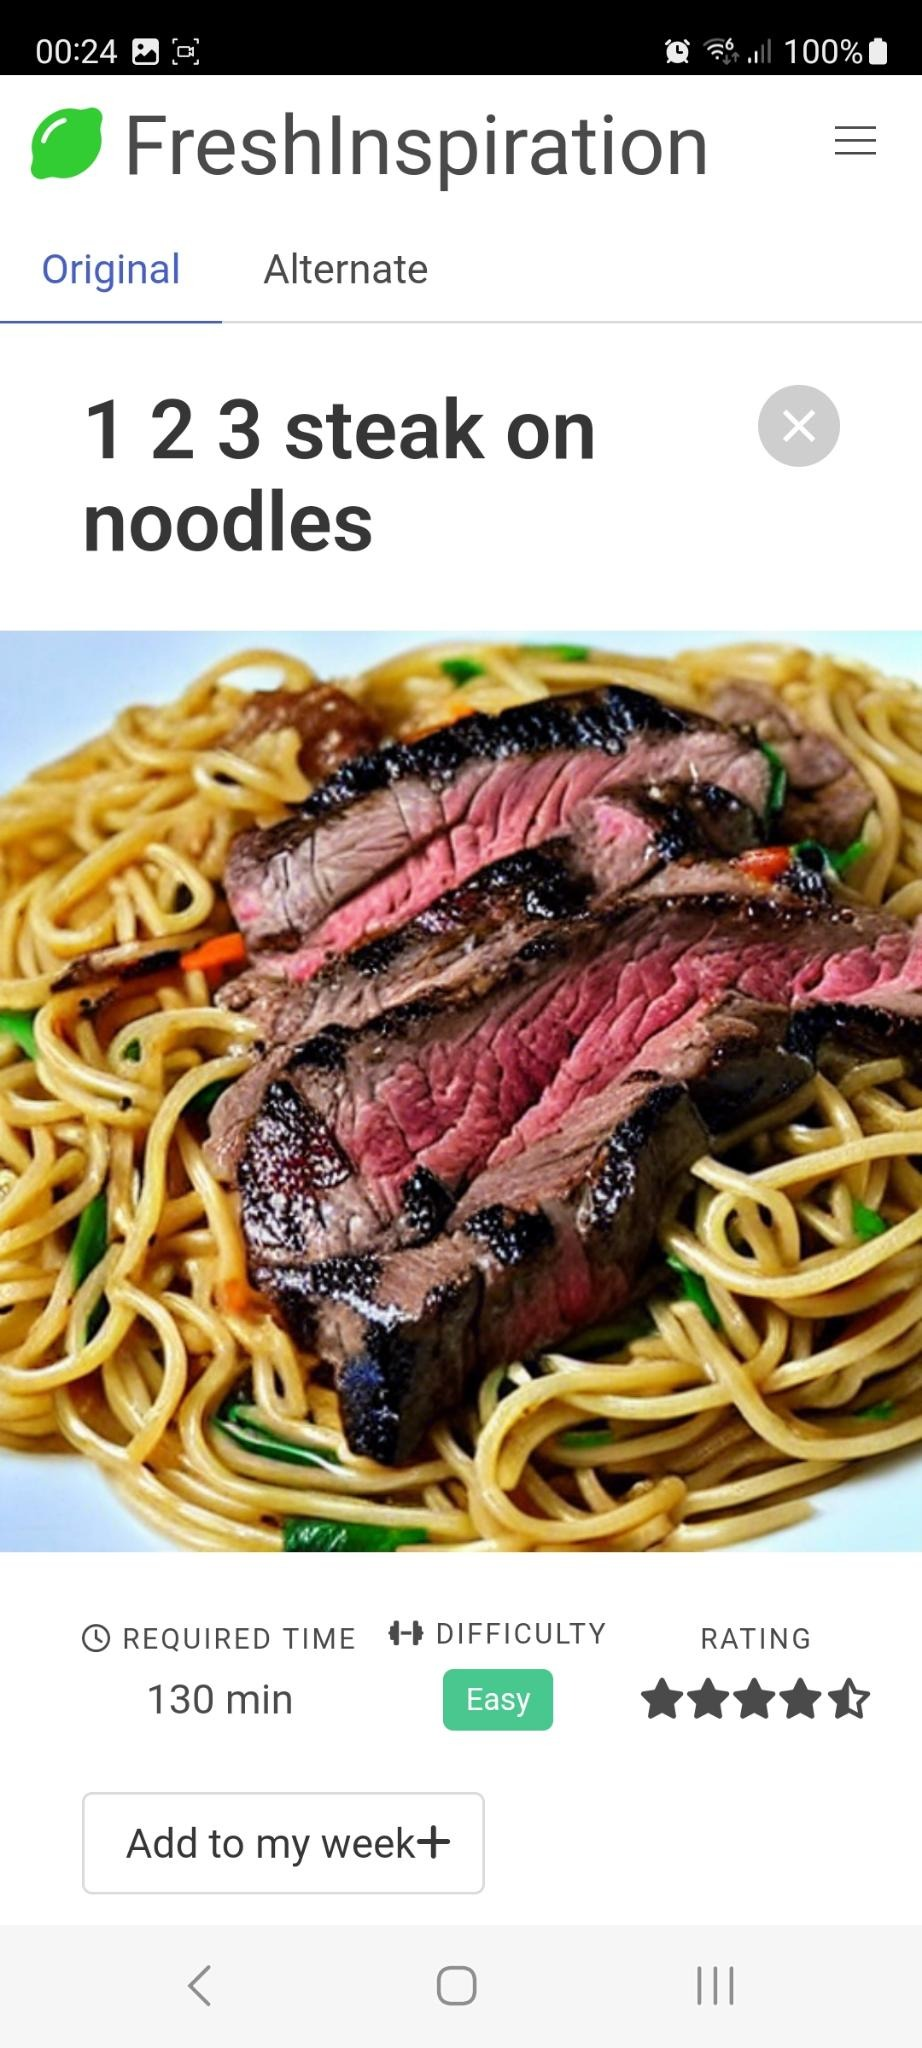 00:24 100%
FreshInspiration
Original Alternate
1 2 3 steak on
noodles
REQUIRED TIME DIFFICULTY RATING
130 min Easy
Add to my week+